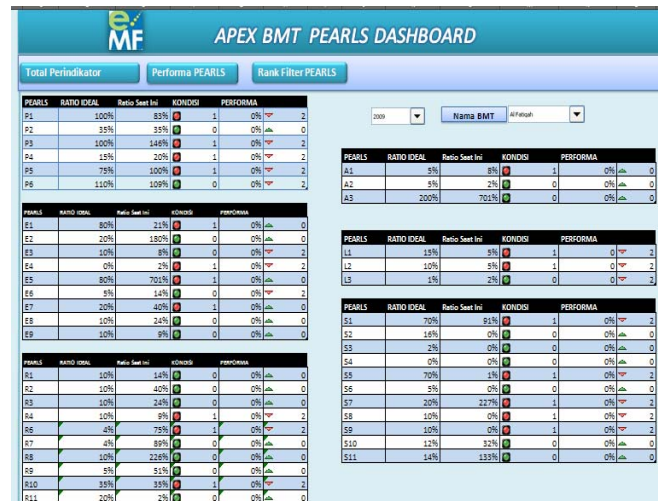 eMF
APEX BMT PEARLS DASHBOARD
Total Perindikator Performa PEARLS Rank Filter PEARLS
2009 Nama BMT Al Fatiqah
PEARLS RATIO IDEAL Ratio Saat Ini KONDISI PERFORMA
P1 100% 83% 1 0% 2
P2 35% 35% 0 0% 0
P3 100% 146% 1 0% 2
P4 15% 20% 1 0% 2
P5 75% 100% 1 0% 2
P6 110% 109% 0 0% 2
PEARLS RATIO IDEAL Ratio Saat Ini KONDISI PERFORMA
E1 80% 21% 1 0% 0
E2 20% 180% 0 0% 0
E3 10% 8% 0 0% 2
E4 0% 2% 1 0% 2
E5 80% 701% 1 0% 0
E6 5% 14% 0 0% 2
E7 20% 40% 1 0% 0
E8 10% 24% 0 0% 0
E9 10% 9% 0 0% 0
PEARLS RATIO IDEAL Ratio Saat Ini KONDISI PERFORMA
R1 10% 14% 0 0% 0
R2 10% 40% 0 0% 0
R3 10% 24% 0 0% 0
R4 10% 9% 1 0% 2
R6 4% 75% 1 0% 2
R7 4% 89% 0 0% 0
R8 10% 226% 0 0% 0
R9 5% 51% 0 0% 0
R10 35% 35% 1 0% 2
R11 20% 2% 0 0% 0
PEARLS RATIO IDEAL Ratio Saat Ini KONDISI PERFORMA
A1 5% 8% 1 0% 0
A2 5% 2% 0 0% 0
A3 200% 701% 0 0% 0
PEARLS RATIO IDEAL Ratio Saat Ini KONDISI PERFORMA
L1 15% 5% 1 0 2
L2 10% 5% 1 0 2
L3 1% 2% 0 0 2
PEARLS RATIO IDEAL Ratio Saat Ini KONDISI PERFORMA
S1 70% 91% 1 0% 2
S2 16% 0% 0 0% 0
S3 2% 0% 0 0% 0
S4 0% 0% 0 0% 0
S5 70% 1% 1 0% 2
S6 5% 0% 0 0% 0
S7 20% 227% 1 0% 2
S8 10% 0% 1 0% 2
S9 10% 0% 1 0% 2
S10 12% 32% 0 0% 0
S11 14% 133% 0 0% 0